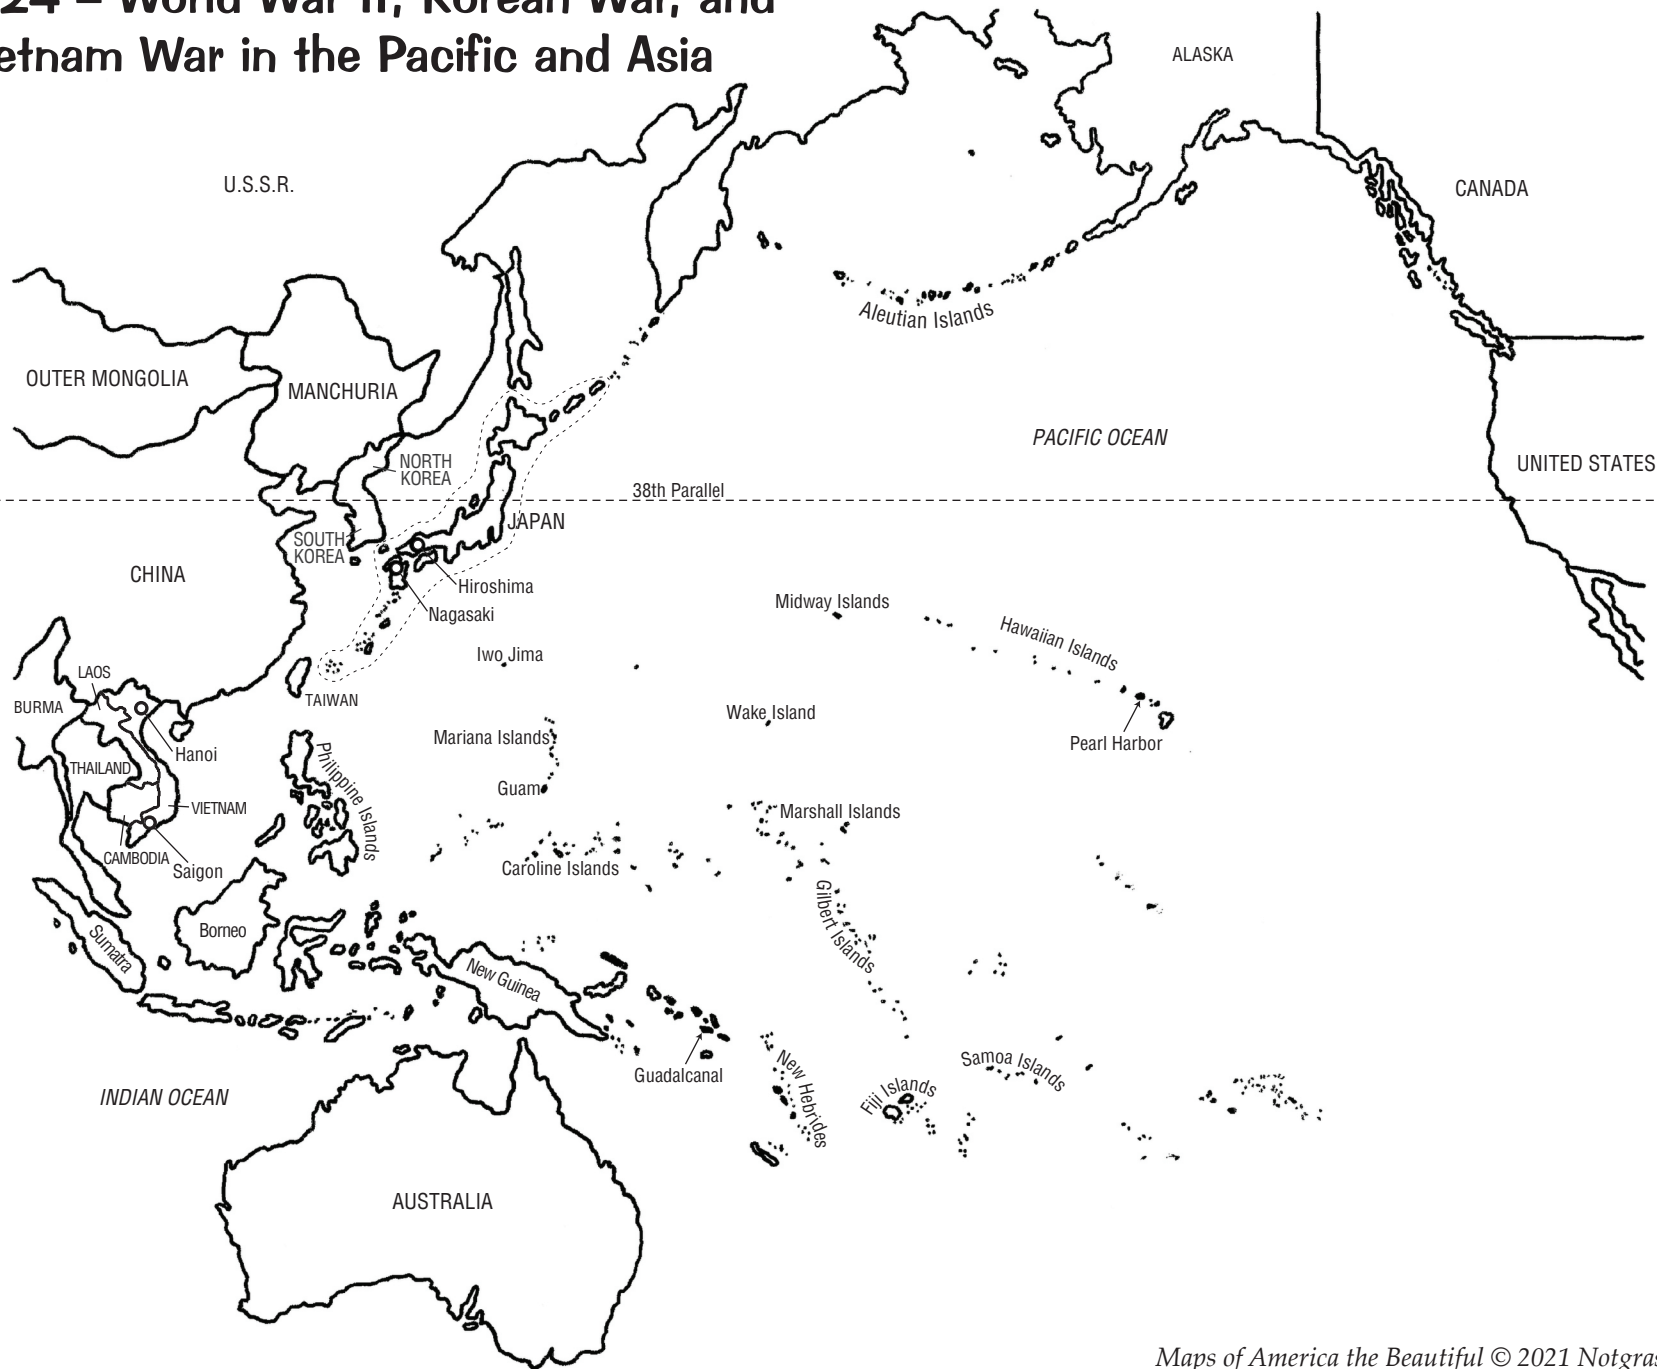 24 – World War II, Korean War, and
etnam War in the Pacific and Asia
ALASKA
U.S.S.R.
CANADA
Aleutian Islands
OUTER MONGOLIA
MANCHURIA
PACIFIC OCEAN
NORTH
KOREA
UNITED STATES
38th Parallel
JAPAN
SOUTH
KOREA
CHINA
Hiroshima
Nagasaki
Midway Islands
Hawaiian Islands
Iwo Jima
LAOS
TAIWAN
BURMA
Wake Island
Mariana Islands
Pearl Harbor
Hanoi
Philippine Islands
THAILAND
Guam
VIETNAM
Marshall Islands
CAMBODIA
Saigon
Caroline Islands
Gilbert Islands
Borneo
Sumatra
New Guinea
Guadalcanal
New Hebrides
Samoa Islands
Fiji Islands
INDIAN OCEAN
AUSTRALIA
Maps of America the Beautiful © 2021 Notgras